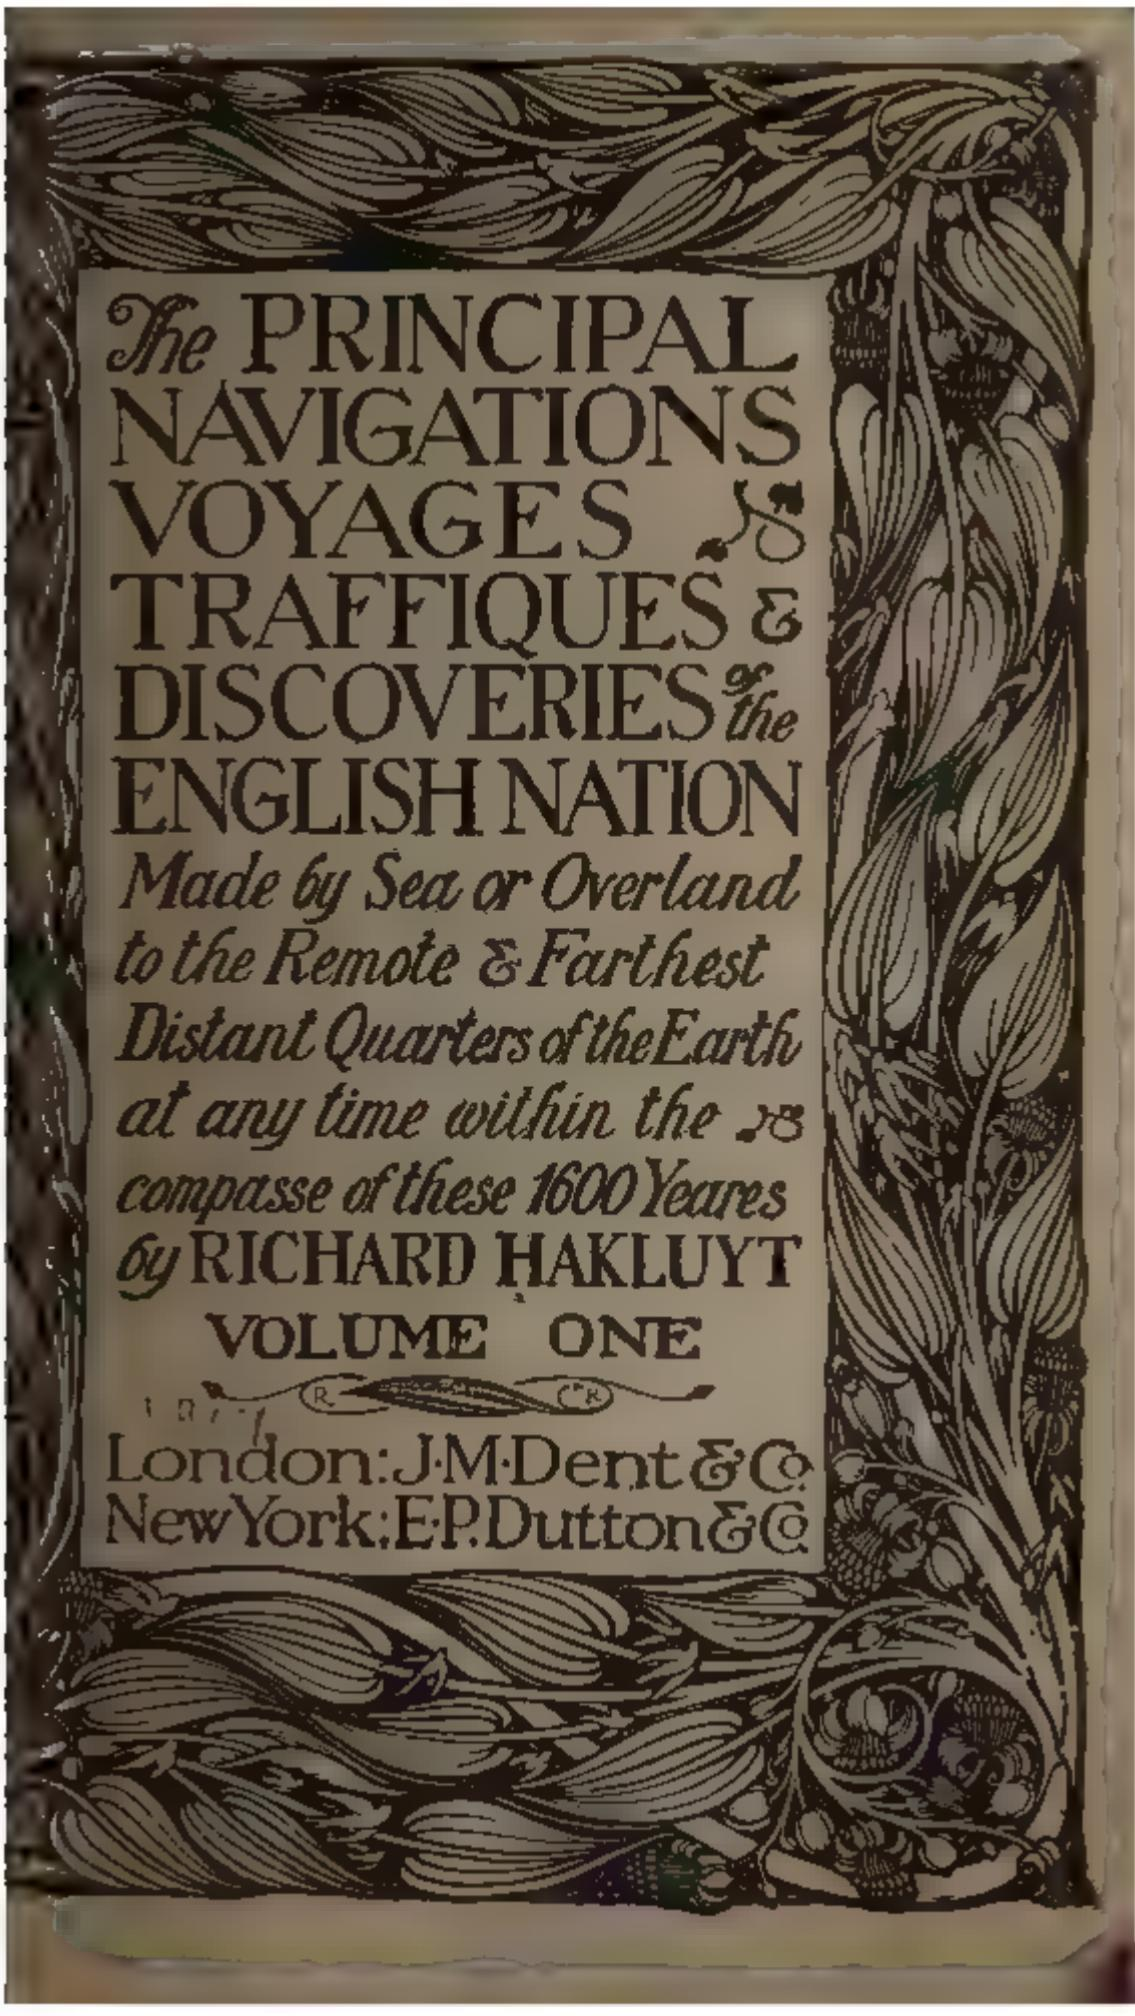 The PRINCIPAL
NAVIGATIONS
VOYAGES
TRAFFIQUES &
DISCOVERIES of the
ENGLISH NATION
Made by Sea or Overland
to the Remote & Farthest
Distant Quarters of the Earth
at any time within the
compasse of these 1600 Yeares
by RICHARD HAKLUYT
VOLUME ONE
R CR
London: J·M·Dent & Co.
New York: E·P. Dutton & Co